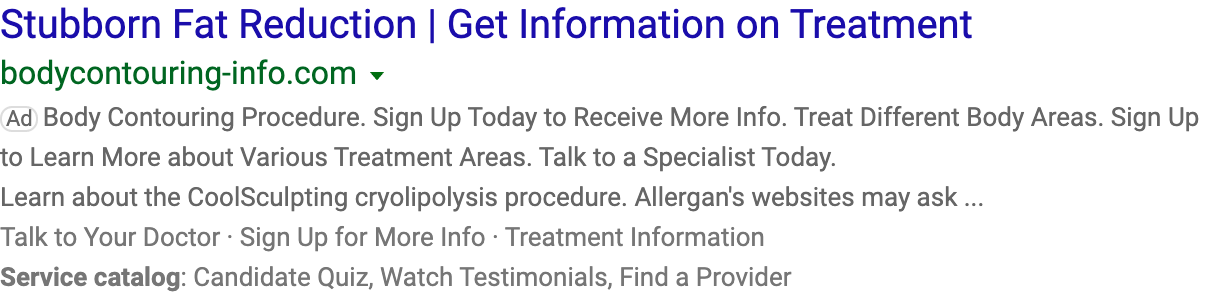 Stubborn Fat Reduction | Get Information on Treatment
bodycontouring-info.com
Ad Body Contouring Procedure. Sign Up Today to Receive More Info. Treat Different Body Areas. Sign Up
to Learn More about Various Treatment Areas. Talk to a Specialist Today.
Learn about the CoolSculpting cryolipolysis procedure. Allergan's websites may ask ...
Talk to Your Doctor · Sign Up for More Info · Treatment Information
Service catalog: Candidate Quiz, Watch Testimonials, Find a Provider